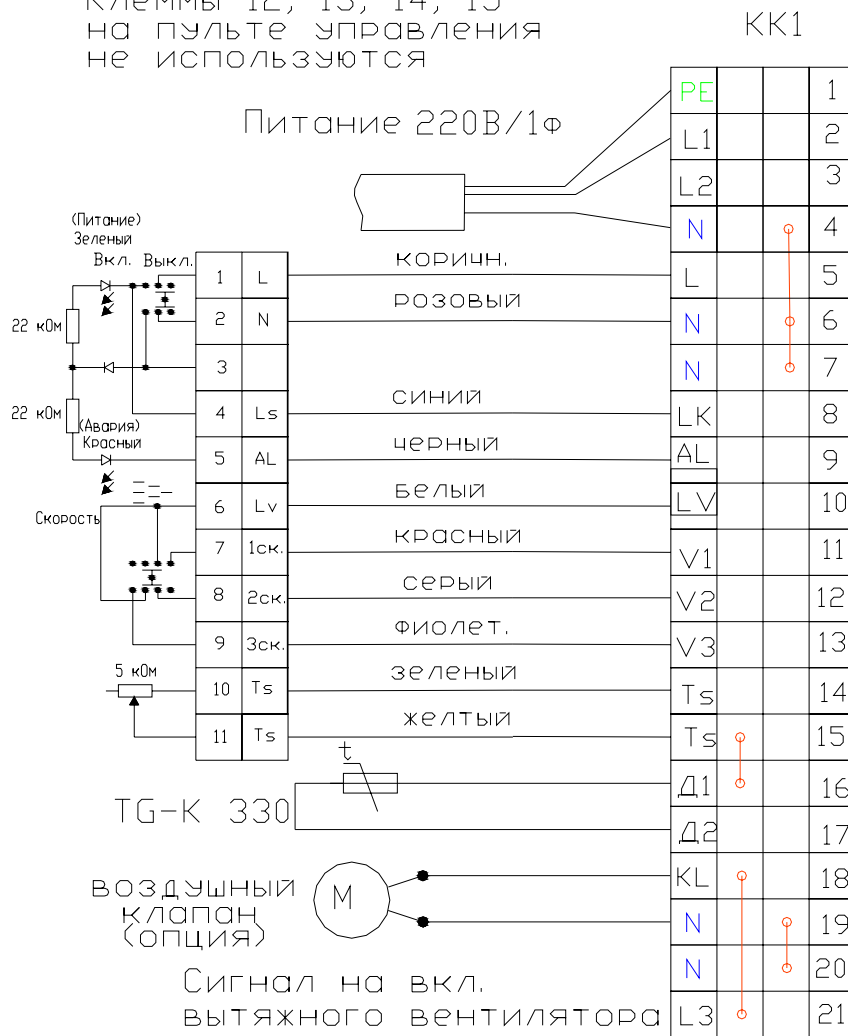 Клеммы 12, 13, 14, 15
на пульте управления
не используются
КК1
Питание 220В/1ф
(Питание)
Зеленый
Вкл. Выкл.
22 кОм
22 кОм
(Авария)
Красный
Скорость
5 кОм
1 L
2 N
3
4 Ls
5 AL
6 Lv
7 1ск.
8 2ск.
9 3ск.
10 Ts
11 Ts
коричн.
розовый
синий
черный
белый
красный
серый
фиолет.
зеленый
желтый
t
TG-K 330
M
воздушный
клапан
(опция)
Сигнал на вкл.
вытяжного вентилятора
PE 1
L1 2
L2 3
N 4
L 5
N 6
N 7
LK 8
AL 9
LV 10
V1 11
V2 12
V3 13
Ts 14
Ts 15
Д1 16
Д2 17
KL 18
N 19
N 20
L3 21